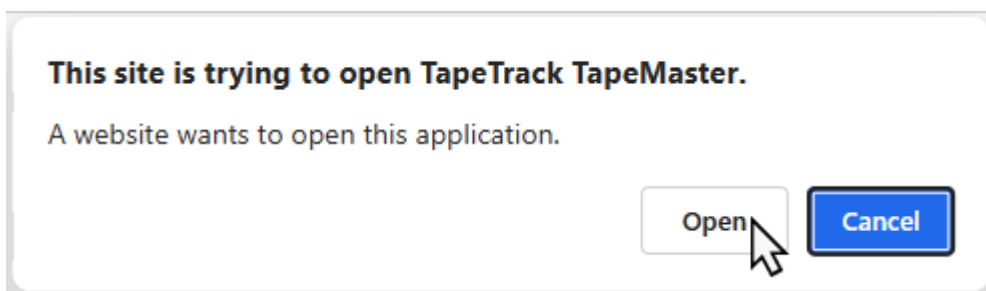 This site is trying to open TapeTrack TapeMaster.
A website wants to open this application.
Open
Cancel